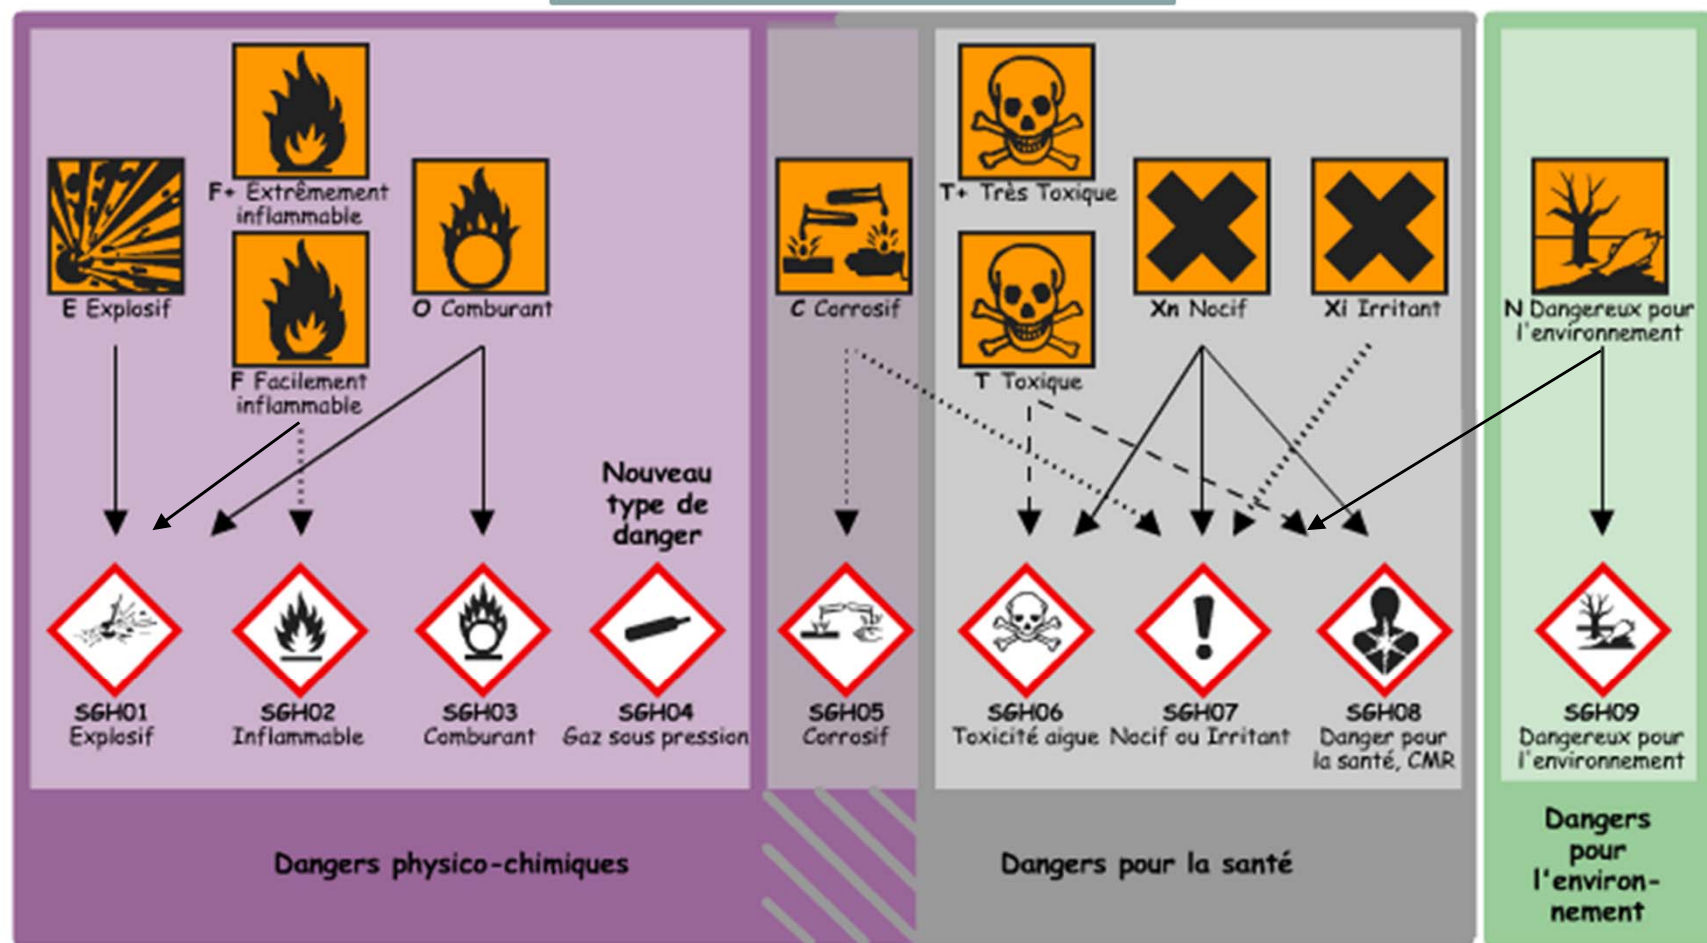 E Explosif
F+ Extrêmement
inflammable
F Facilement
inflammable
O Comburant
C Corrosif
T+ Très Toxique
T Toxique
Xn Nocif
Xi Irritant
N Dangereux pour
l'environnement
Nouveau
type de
danger
SGH01
Explosif
SGH02
Inflammable
SGH03
Comburant
SGH04
Gaz sous pression
SGH05
Corrosif
SGH06
Toxicité aigue
SGH07
Nocif ou Irritant
SGH08
Danger pour
la santé, CMR
SGH09
Dangereux pour
l'environnement
Dangers physico-chimiques
Dangers pour la santé
Dangers
pour
l'environ-
nement